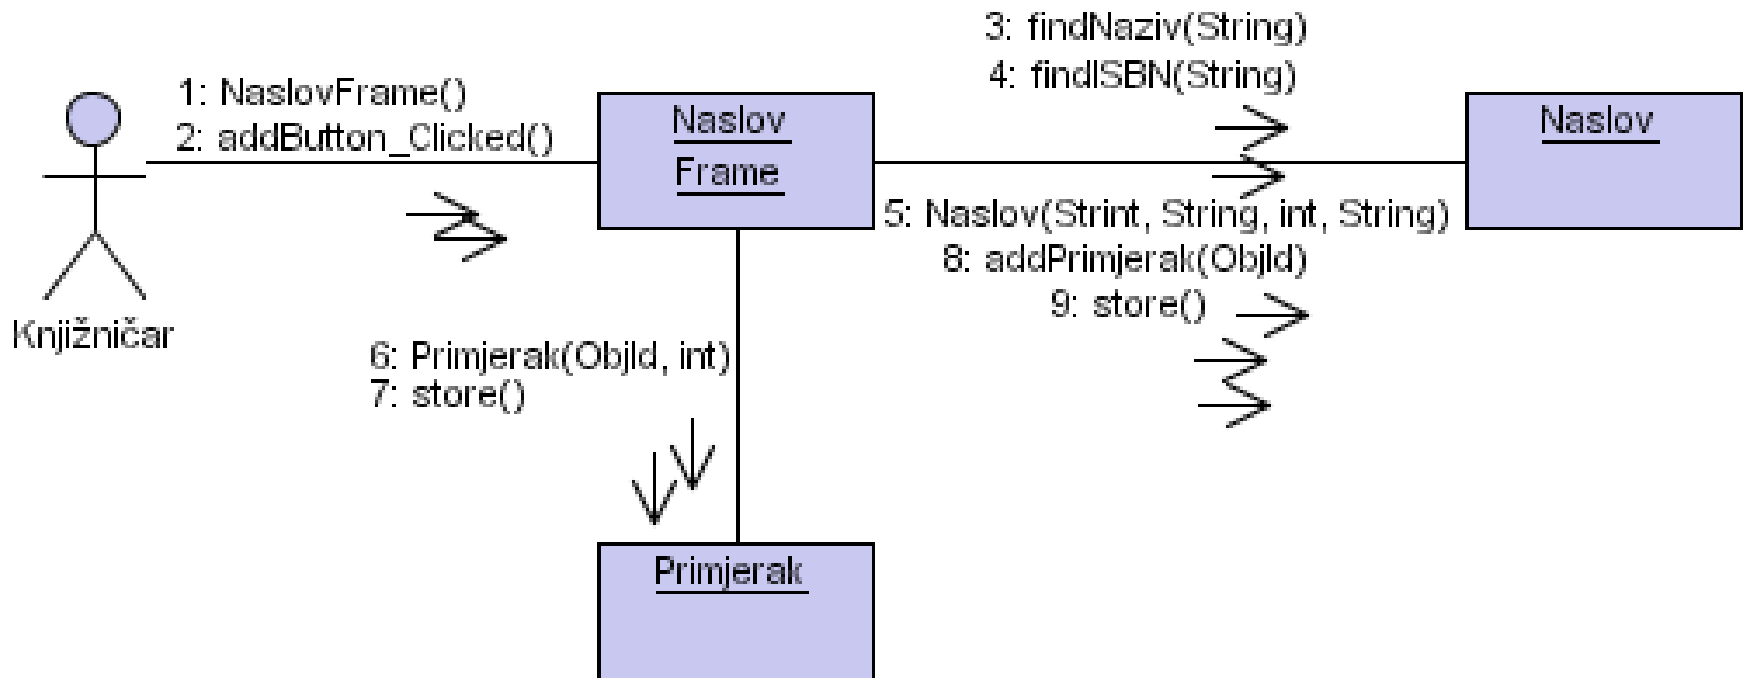 3: findNaziv(String)
4: findISBN(String)
1: NaslovFrame()
2: addButton_Clicked()
Naslov
Frame
Naslov
5: Naslov(Strint, String, int, String)
8: addPrimjerak(ObjId)
9: store()
Knjižničar
6: Primjerak(ObjId, int)
7: store()
Primjerak